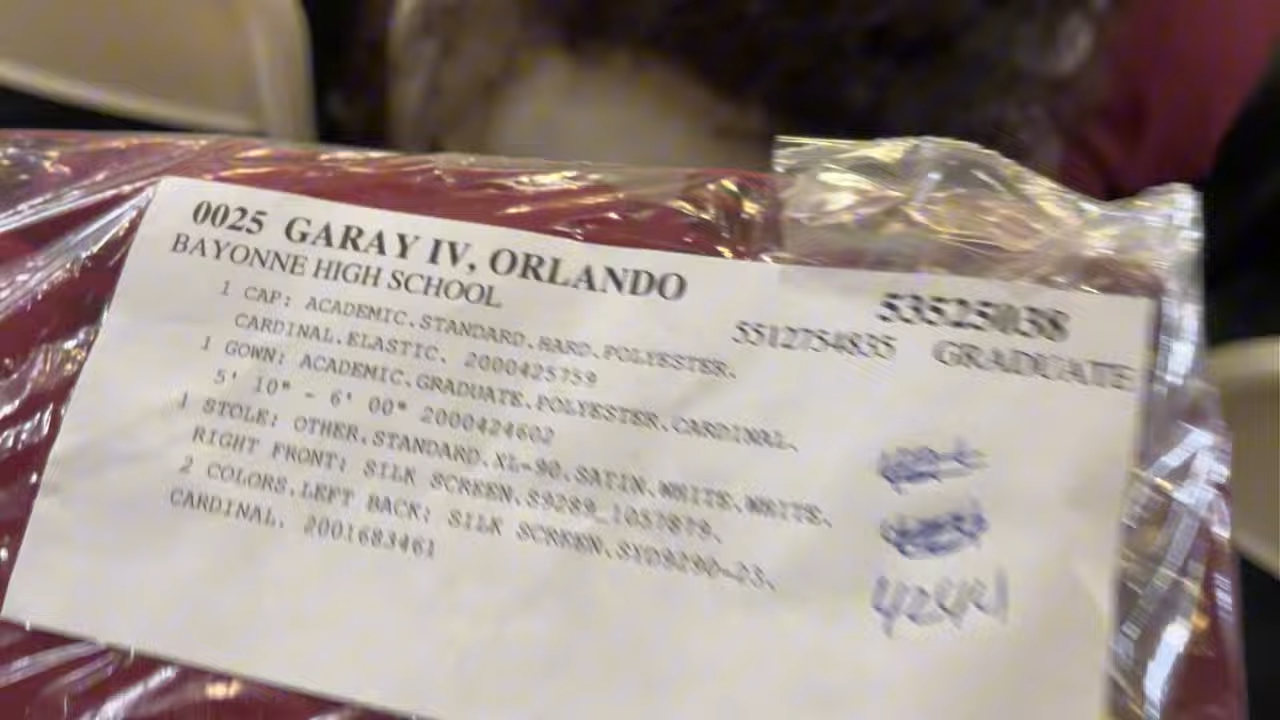 0025 GARAY IV, ORLANDO
BAYONNE HIGH SCHOOL
53525038
5512754835 GRADUATE
1 CAP: ACADEMIC.STANDARD.HARD.POLYESTER.
CARDINAL.ELASTIC. 2000425759
1 GOWN: ACADEMIC.GRADUATE.POLYESTER.CARDINAL.
5' 10" - 6' 00" 2000424602
1 STOLE: OTHER.STANDARD.XL-90.SATIN.WHITE.WHITE.
RIGHT FRONT: SILK SCREEN.S9289_1057879.
2 COLORS.LEFT BACK: SILK SCREEN.SYD9290-23.
CARDINAL. 2001683461